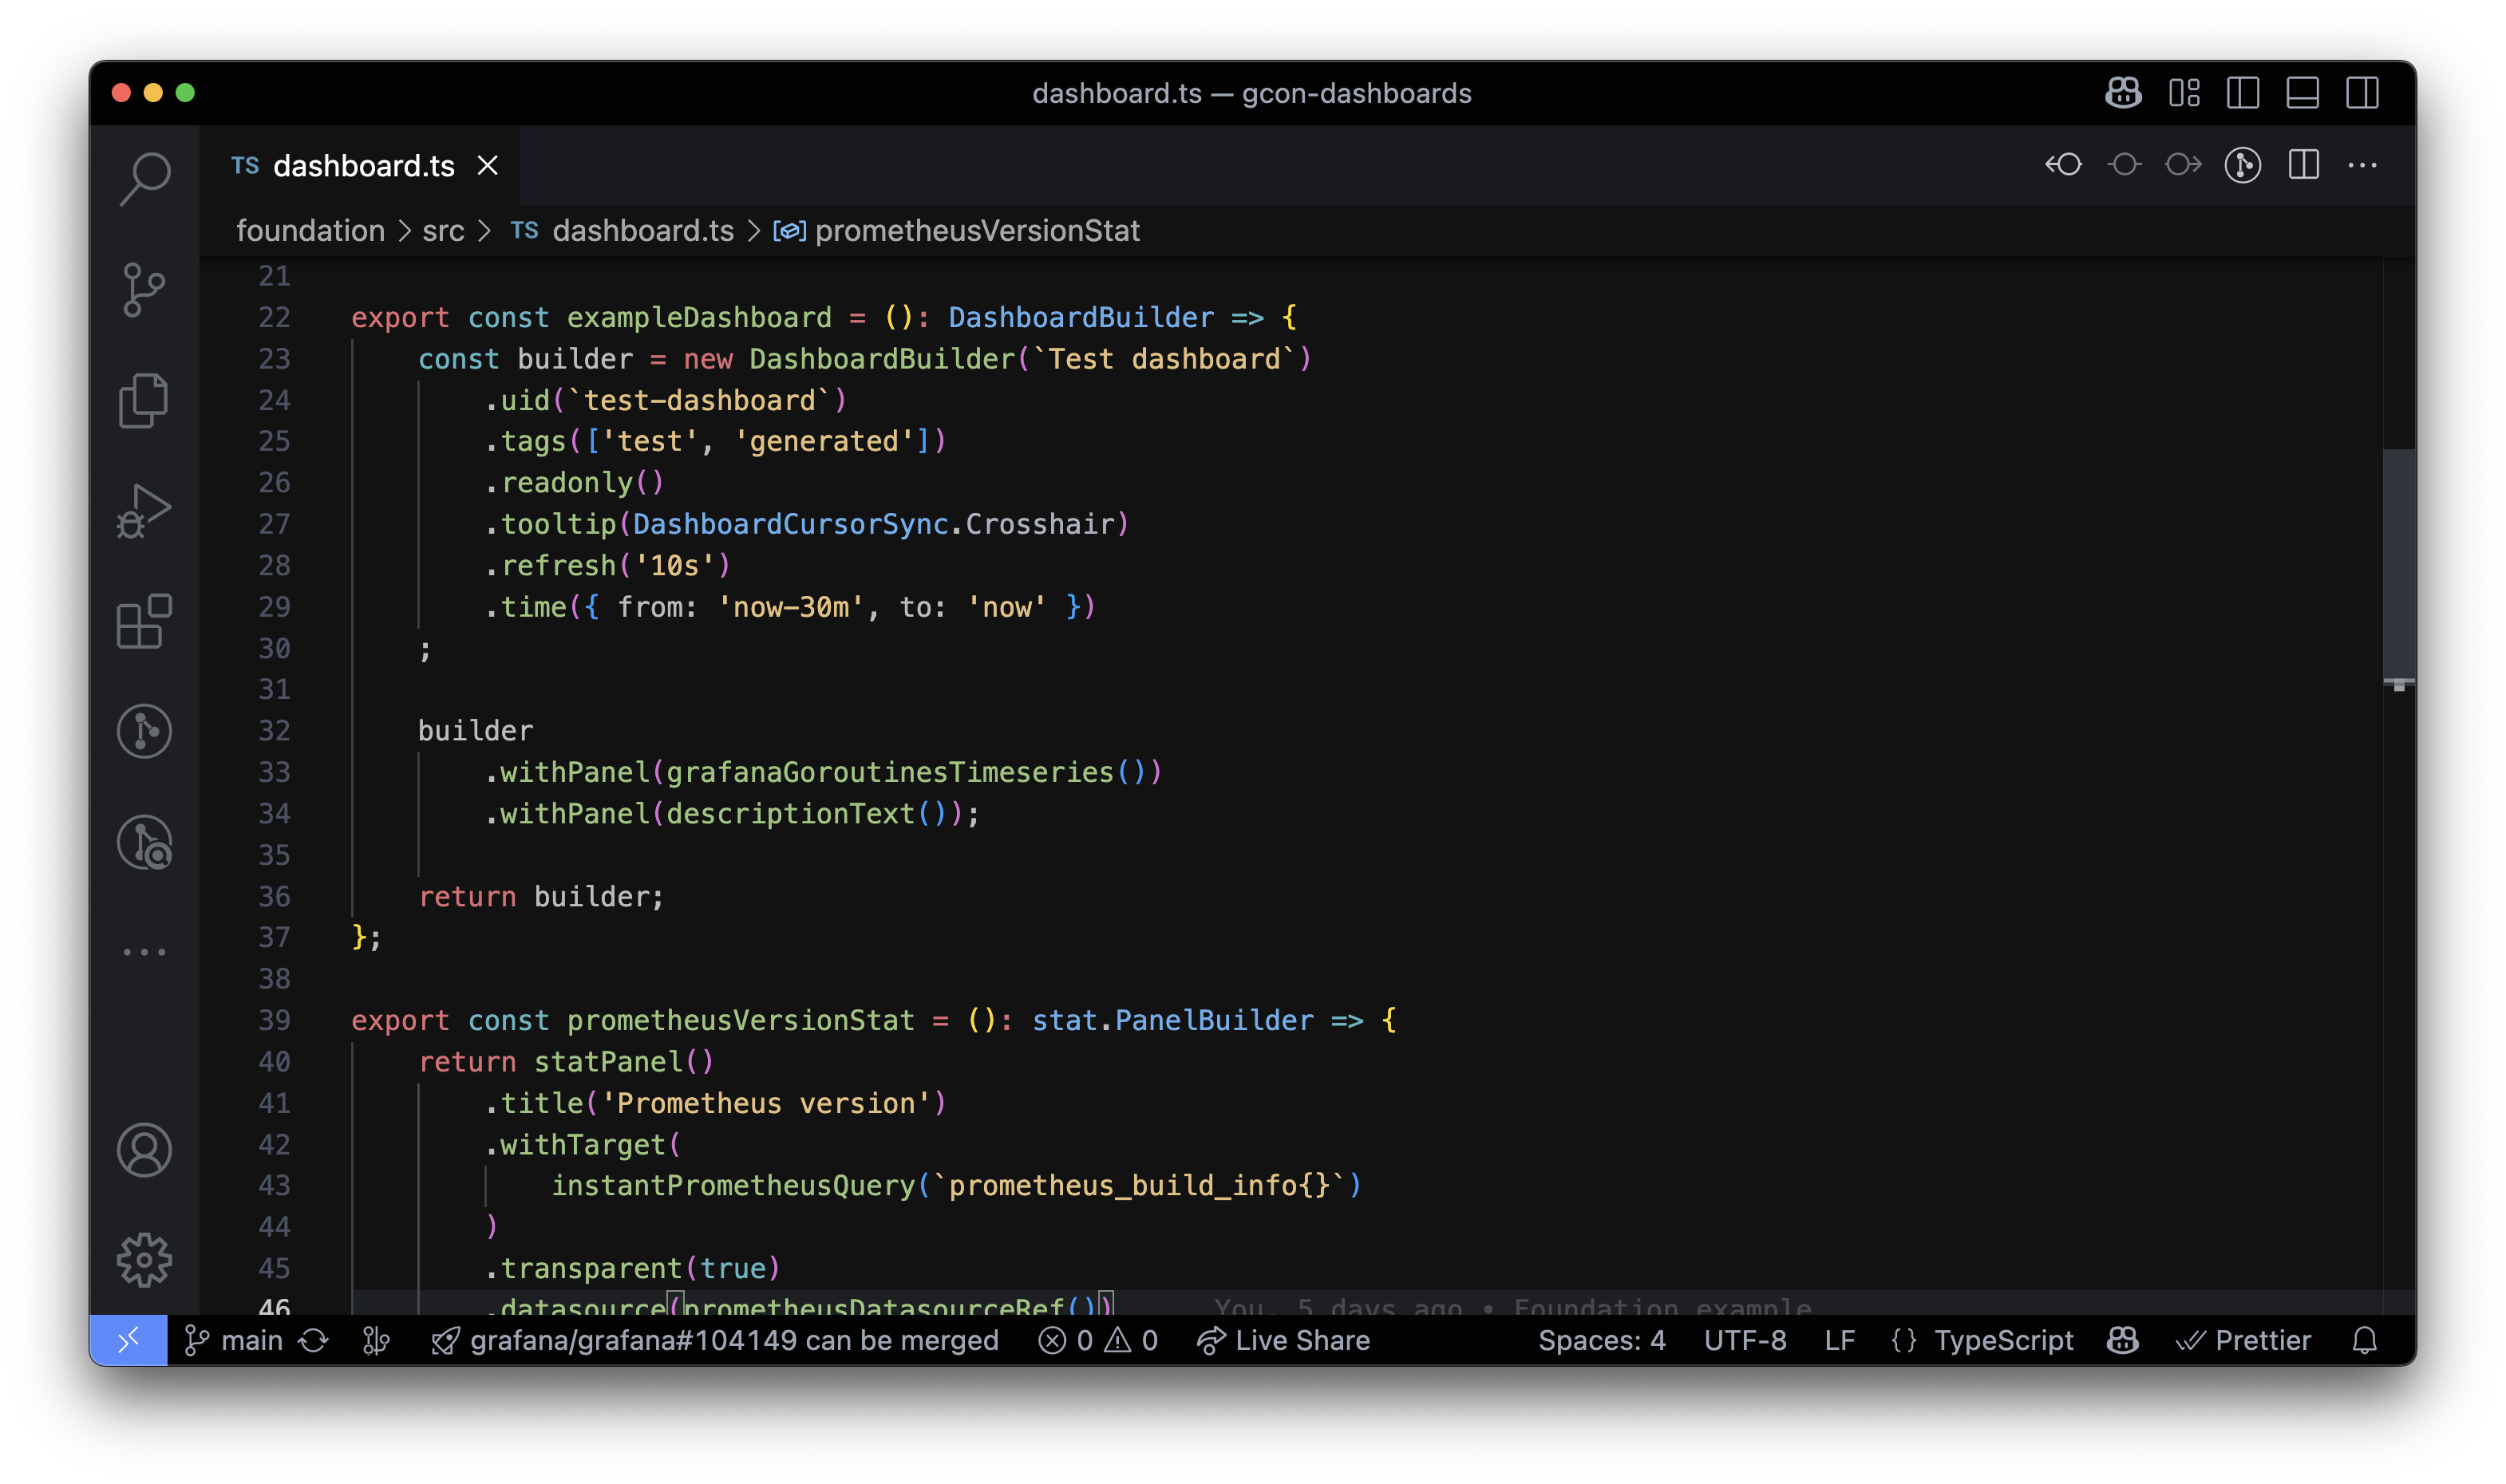 dashboard.ts — gcon-dashboards
TS dashboard.ts
foundation > src > TS dashboard.ts > prometheusVersionStat
21
22 export const exampleDashboard = (): DashboardBuilder => {
23     const builder = new DashboardBuilder(`Test dashboard`)
24         .uid(`test-dashboard`)
25         .tags(['test', 'generated'])
26         .readonly()
27         .tooltip(DashboardCursorSync.Crosshair)
28         .refresh('10s')
29         .time({ from: 'now-30m', to: 'now' })
30     ;
31
32     builder
33         .withPanel(grafanaGoroutinesTimeseries())
34         .withPanel(descriptionText());
35
36     return builder;
37 };
38
39 export const prometheusVersionStat = (): stat.PanelBuilder => {
40     return statPanel()
41         .title('Prometheus version')
42         .withTarget(
43             instantPrometheusQuery(`prometheus_build_info{}`)
44         )
45         .transparent(true)
46         .datasource(prometheusDatasourceRef()) You, 5 days ago • Foundation example
main grafana/grafana#104149 can be merged 0 0 Live Share Spaces: 4 UTF-8 LF {} TypeScript Prettier